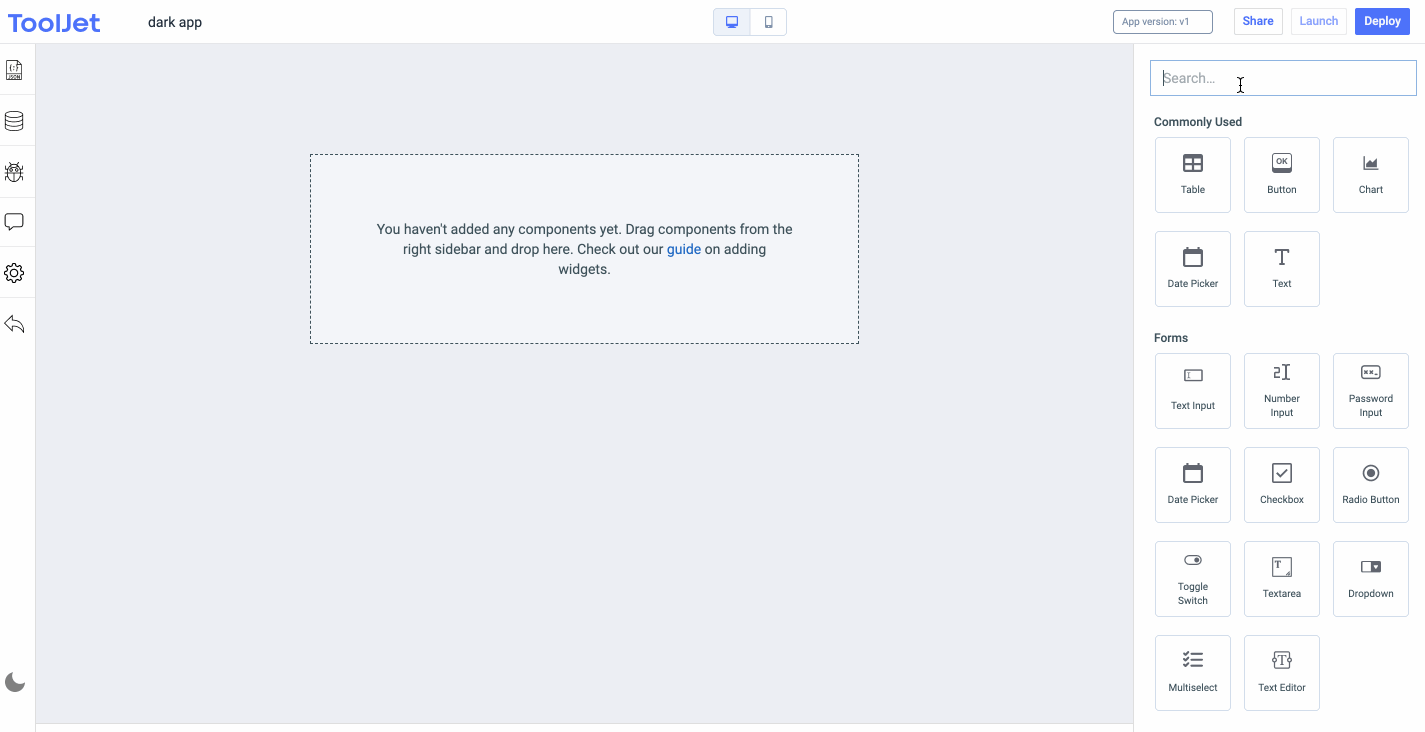 ToolJet
dark app
App version: v1
Share
Launch
Deploy
{;}
JSON
Search...
Commonly Used
Table
OK
Button
Chart
Date Picker
Text
You haven't added any components yet. Drag components from the
right sidebar and drop here. Check out our guide on adding
widgets.
Forms
Text Input
Number
Input
Password
Input
Date Picker
Checkbox
Radio Button
Toggle
Switch
Textarea
Dropdown
Multiselect
Text Editor